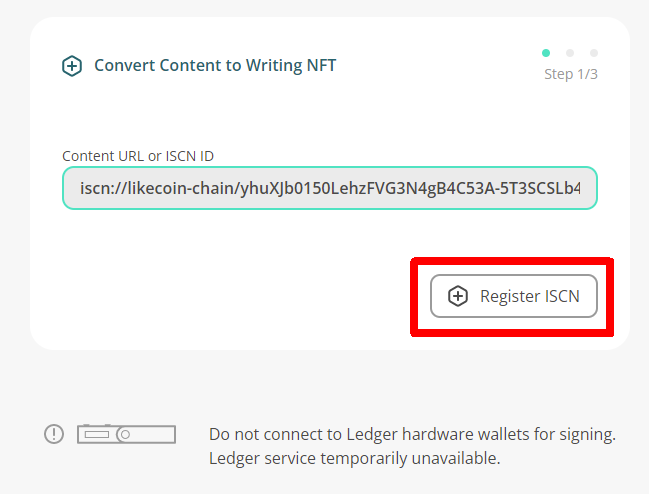 Convert Content to Writing NFT
Step 1/3
Content URL or ISCN ID
iscn://likecoin-chain/yhuXJb0150LehzFVG3N4gB4C53A-5T3SCSLb4
Register ISCN
Do not connect to Ledger hardware wallets for signing.
Ledger service temporarily unavailable.